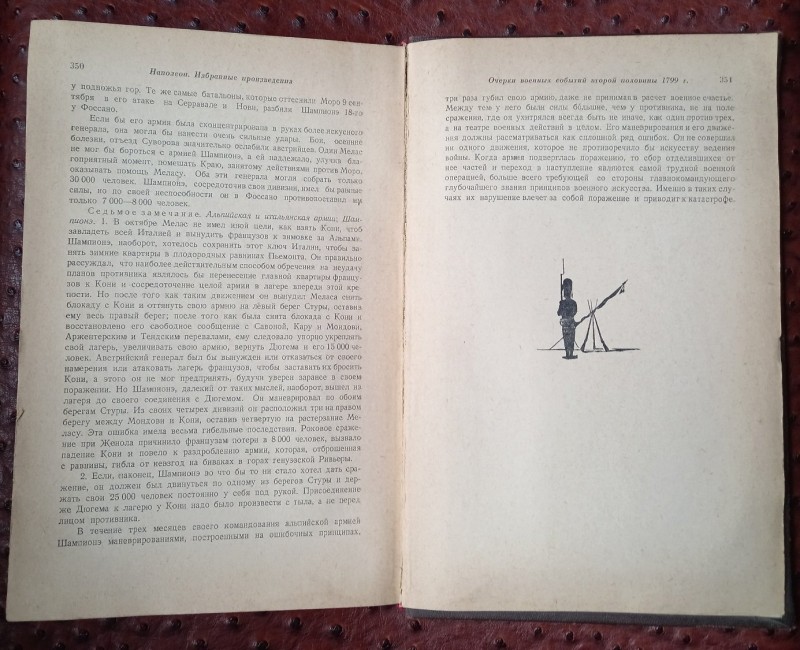 350
Наполеон. Избранные произведения
у подножья гор. Те же самые батальоны, которые оттеснили Моро 9 сен-
тября в его атаке на Серравале и Нови, разбили Шампионэ 18-го
у Фоссано.
Если бы его армия была сконцентрирована в руках более искусного
генерала, она могла бы нанести очень сильные удары. Бои, осенние
болезни, отъезд Суворова значительно ослабили австрийцев. Один Мелас
не мог бы бороться с армией Шампионэ, а ей надлежало, улучив бла-
гоприятный момент, помешать Краю, занятому действиями против Моро,
оказывать помощь Меласу. Оба эти генерала могли собрать только
30 000 человек. Шампионэ, сосредоточив свои дивизии, имел бы равные
силы, но по своей неспособности он в Фоссано противопоставил им
только 7 000—8 000 человек.
Седьмое замечание. Альпийская и итальянская армии; Шам-
пионэ. 1. В октябре Мелас не имел иной цели, как взять Кони, чтоб
завладеть всей Италией и вынудить французов к зимовке за Альпами.
Шампионэ, наоборот, хотелось сохранить этот ключ Италии, чтобы за-
нять зимние квартиры в плодородных равнинах Пьемонта. Он правильно
рассуждал, что наиболее действительным способом обречения на неудачу
планов противника являлось бы перенесение главной квартиры францу-
зов к Кони и сосредоточение целой армии в лагере впереди этой кре-
пости. Но после того как таким движением он вынудил Меласа снять
блокаду с Кони и оттянуть свою армию на лёвый берег Стуры, оставив
ему весь правый берег; после того как была снята блокада с Кони и
восстановлено его свободное сообщение с Савоной, Кару и Мондови,
Аржентерским и Тендским перевалами, ему следовало упорно укреплять
свой лагерь, увеличивать свою армию, вернуть Дюгема и его 15 000 че-
ловек. Австрийский генерал был бы вынужден или отказаться от своего
намерения или атаковать лагерь французов, чтобы заставить их бросить
Кони, а этого он не мог предпринять, будучи уверен заранее в своем
поражении. Но Шампионэ, далекий от таких мыслей, наоборот, вышел из
лагеря до своего соединения с Дюгемом. Он маневрировал по обоим
берегам Стуры. Из своих четырех дивизий он расположил три на правом
берегу между Мондови и Кони, оставив четвертую на растерзание Ме-
ласу. Эта ошибка имела весьма гибельные последствия. Роковое сраже-
ние при Женола причинило французам потери в 8 000 человек, вызвало
падение Кони и повело к раздроблению армии, которая, отброшенная
с равнины, гибла от невзгод на биваках в горах генуэзской Ривьеры.
2. Если, наконец, Шампионэ во что бы то ни стало хотел дать сра-
жение, он должен был двинуться по одному из берегов Стуры и дер-
жать свои 25 000 человек постоянно у себя под рукой. Присоединение
же Дюгема к лагерю у Кони надо было произвести с тыла, а не перед
лицом противника.
В течение трех месяцев своего командования альпийской армией
Шампионэ маневрированиями, построенными на ошибочных принципах,
Очерки военных событий второй половины 1799 г.
351
три раза губил свою армию, даже не принимая в расчет военное счастье.
Между тем у него были силы бо́льшие, чем у противника, не на поле
сражения, где он ухитрялся всегда быть не иначе, как один против трех,
а на театре военных действий в целом. Его маневрирования и его движе-
ния должны рассматриваться как сплошной ряд ошибок. Он не совершил
ни одного движения, которое не противоречило бы искусству ведения
войны. Когда армия подверглась поражению, то сбор отделившихся от
нее частей и переход в наступление являются самой трудной военной
операцией, больше всего требующей со стороны главнокомандующего
глубочайшего знания принципов военного искусства. Именно в таких слу-
чаях их нарушение влечет за собой поражение и приводит к катастрофе.